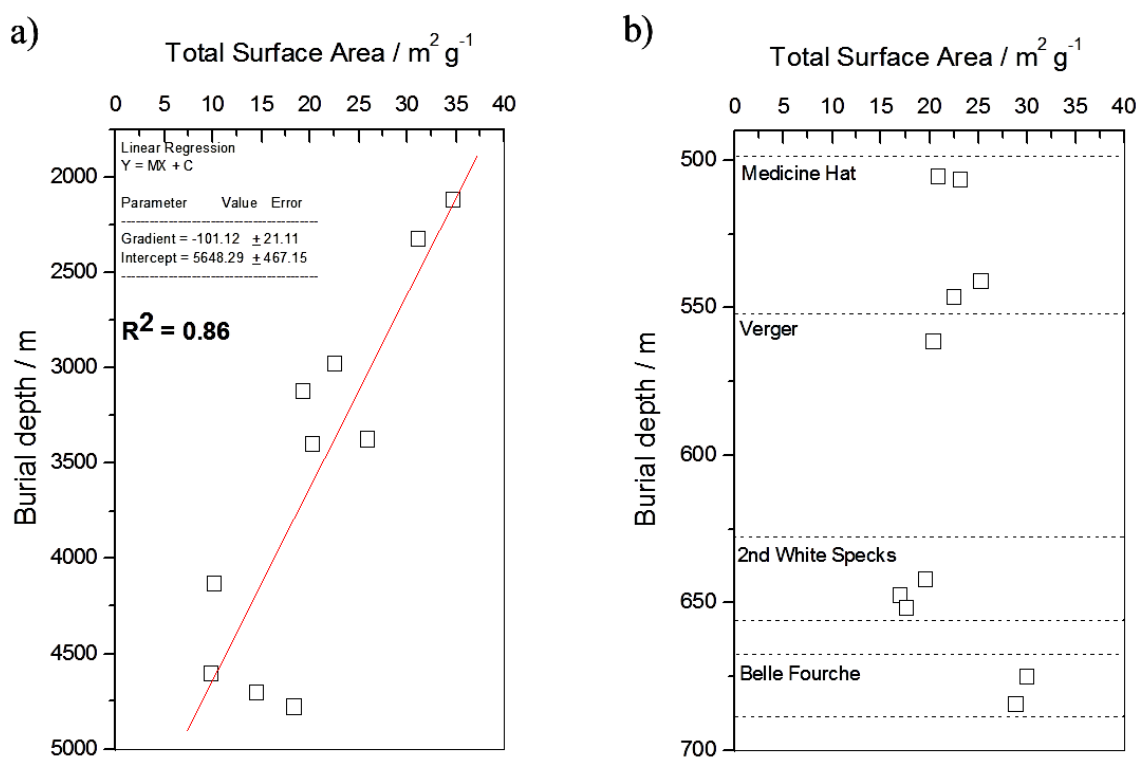 a)
Total Surface Area / m² g⁻¹
0 5 10 15 20 25 30 35 40
Linear Regression
Y = MX + C
Parameter Value Error
Gradient = -101.12 ± 21.11
Intercept = 5648.29 ± 467.15
R² = 0.86
Burial depth / m
2000
2500
3000
3500
4000
4500
5000
b)
Total Surface Area / m² g⁻¹
0 5 10 15 20 25 30 35 40
Burial depth / m
500
550
600
650
700
Medicine Hat
Verger
2nd White Specks
Belle Fourche